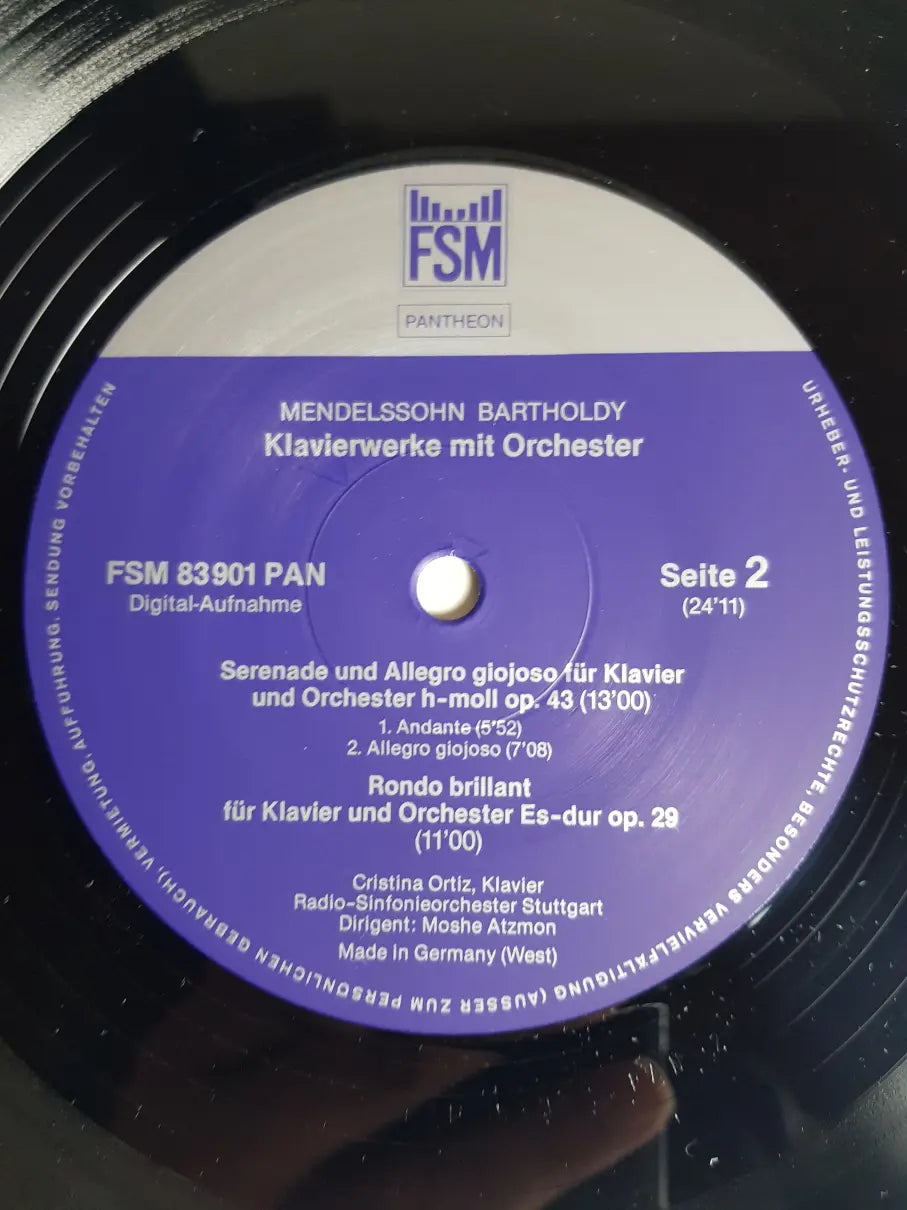 FSM
PANTHEON
MENDELSSOHN BARTHOLDY
Klavierwerke mit Orchester
FSM 83901 PAN
Digital-Aufnahme
Seite 2
(24'11)
Serenade und Allegro giojoso für Klavier
und Orchester h-moll op. 43 (13'00)
1. Andante (5'52)
2. Allegro giojoso (7'08)
Rondo brillant
für Klavier und Orchester Es-dur op. 29
(11'00)
Cristina Ortiz, Klavier
Radio-Sinfonieorchester Stuttgart
Dirigent: Moshe Atzmon
Made in Germany (West)
URHEBER- UND LEISTUNGSSCHUTZRECHTE, BESONDERS VERVIELFÄLTIGUNG (AUSSER ZUM PERSÖNLICHEN GEBRAUCH), VERMIETUNG, AUFFÜHRUNG, SENDUNG VORBEHALTEN